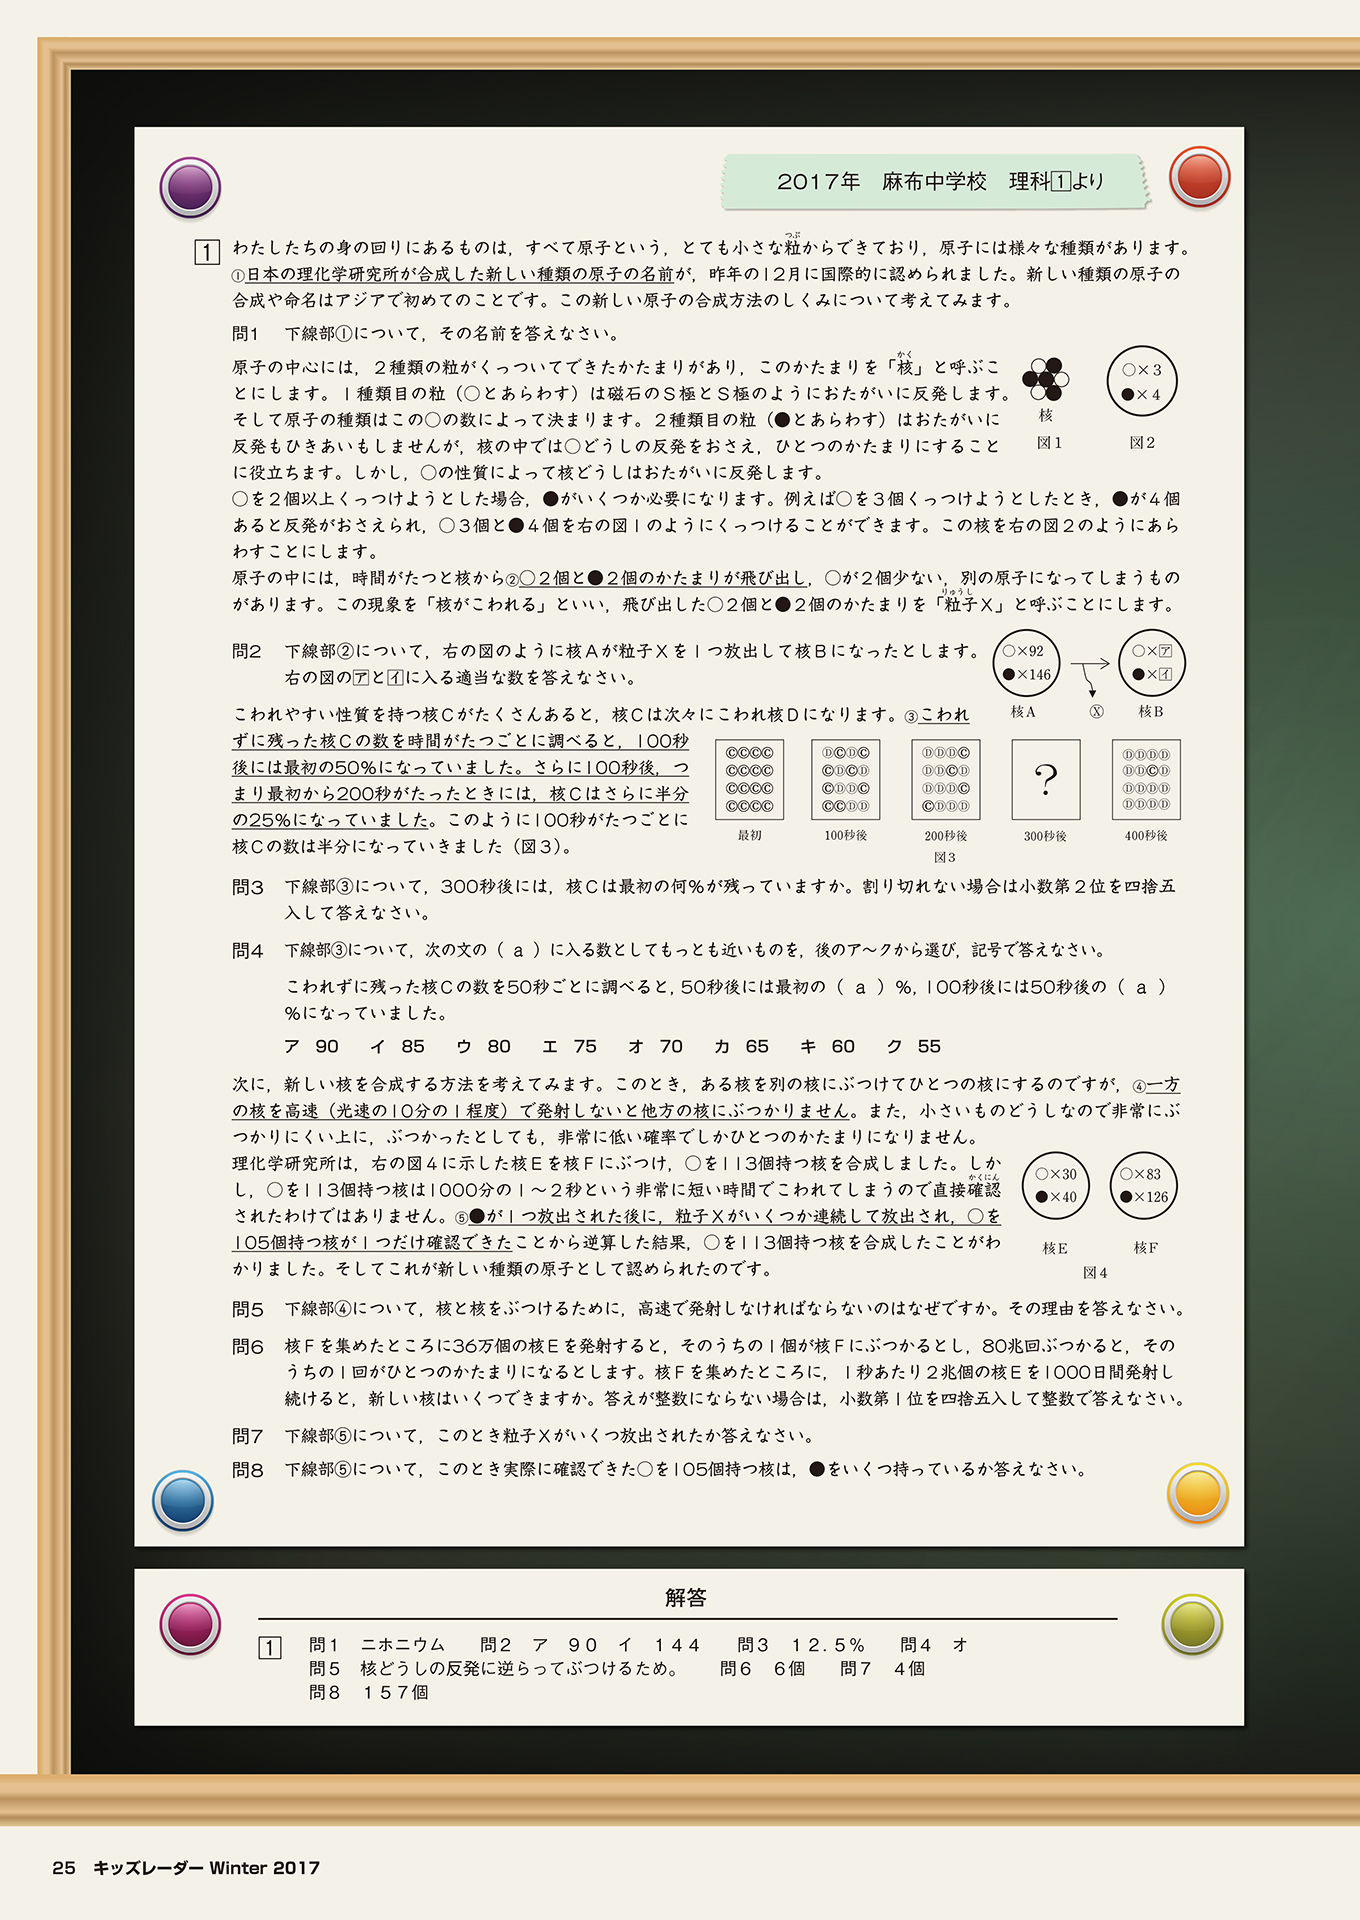 2017年　麻布中学校　理科1より
1 わたしたちの身の回りにあるものは，すべて原子という，とても小さな粒からできており，原子には様々な種類があります。
つぶ
①日本の理化学研究所が合成した新しい種類の原子の名前が，昨年の12月に国際的に認められました。新しい種類の原子の
合成や命名はアジアで初めてのことです。この新しい原子の合成方法のしくみについて考えてみます。
問1　下線部①について，その名前を答えなさい。
原子の中心には，２種類の粒がくっついてできたかたまりがあり，このかたまりを「核」と呼ぶこ
かく
とにします。１種類目の粒（○とあらわす）は磁石のＳ極とＳ極のようにおたがいに反発します。
そして原子の種類はこの○の数によって決まります。２種類目の粒（●とあらわす）はおたがいに
反発もひきあいもしませんが，核の中では○どうしの反発をおさえ，ひとつのかたまりにすること
に役立ちます。しかし，○の性質によって核どうしはおたがいに反発します。
核
図１
○×３
●×４
図２
○を２個以上くっつけようとした場合，●がいくつか必要になります。例えば○を３個くっつけようとしたとき，●が４個
あると反発がおさえられ，○３個と●４個を右の図１のようにくっつけることができます。この核を右の図２のようにあら
わすことにします。
原子の中には，時間がたつと核から②○２個と●２個のかたまりが飛び出し，○が２個少ない，別の原子になってしまうもの
があります。この現象を「核がこわれる」といい，飛び出した○２個と●２個のかたまりを「粒子Ｘ」と呼ぶことにします。
りゅうし
問2　下線部②について，右の図のように核Ａが粒子Ｘを１つ放出して核Ｂになったとします。
右の図のアとイに入る適当な数を答えなさい。
○×92
●×146
核Ａ
Ⓧ
○×ア
●×イ
核Ｂ
こわれやすい性質を持つ核Ｃがたくさんあると，核Ｃは次々にこわれ核Ｄになります。③こわれ
ずに残った核Ｃの数を時間がたつごとに調べると，100秒
後には最初の50％になっていました。さらに100秒後，つ
まり最初から200秒がたったときには，核Ｃはさらに半分
の25％になっていました。このように100秒がたつごとに
核Ｃの数は半分になっていきました（図３）。
ⒸⒸⒸⒸ
ⒸⒸⒸⒸ
ⒸⒸⒸⒸ
ⒸⒸⒸⒸ
最初
ⒹⒸⒹⒸ
ⒸⒹⒸⒹ
ⒸⒹⒹⒸ
ⒸⒸⒹⒹ
100秒後
ⒹⒹⒹⒸ
ⒹⒹⒸⒹ
ⒹⒹⒹⒸ
ⒸⒹⒹⒹ
200秒後
？
300秒後
ⒹⒹⒹⒹ
ⒹⒹⒸⒹ
ⒹⒹⒹⒹ
ⒹⒹⒹⒹ
400秒後
図３
問3　下線部③について，300秒後には，核Ｃは最初の何％が残っていますか。割り切れない場合は小数第２位を四捨五
入して答えなさい。
問4　下線部③について，次の文の（ a ）に入る数としてもっとも近いものを，後のア～クから選び，記号で答えなさい。
こわれずに残った核Ｃの数を50秒ごとに調べると，50秒後には最初の（ a ）％，100秒後には50秒後の（ a ）
％になっていました。
ア　90　イ　85　ウ　80　エ　75　オ　70　カ　65　キ　60　ク　55
次に，新しい核を合成する方法を考えてみます。このとき，ある核を別の核にぶつけてひとつの核にするのですが，④一方
の核を高速（光速の10分の１程度）で発射しないと他方の核にぶつかりません。また，小さいものどうしなので非常にぶ
つかりにくい上に，ぶつかったとしても，非常に低い確率でしかひとつのかたまりになりません。
理化学研究所は，右の図４に示した核Ｅを核Ｆにぶつけ，○を113個持つ核を合成しました。しか
し，○を113個持つ核は1000分の１～２秒という非常に短い時間でこわれてしまうので直接確認
かくにん
されたわけではありません。⑤●が１つ放出された後に，粒子Ｘがいくつか連続して放出され，○を
105個持つ核が１つだけ確認できたことから逆算した結果，○を113個持つ核を合成したことがわ
かりました。そしてこれが新しい種類の原子として認められたのです。
○×30
●×40
核Ｅ
○×83
●×126
核Ｆ
図４
問5　下線部④について，核と核をぶつけるために，高速で発射しなければならないのはなぜですか。その理由を答えなさい。
問6　核Ｆを集めたところに36万個の核Ｅを発射すると，そのうちの１個が核Ｆにぶつかるとし，80兆回ぶつかると，その
うちの１回がひとつのかたまりになるとします。核Ｆを集めたところに，１秒あたり２兆個の核Ｅを1000日間発射し
続けると，新しい核はいくつできますか。答えが整数にならない場合は，小数第１位を四捨五入して整数で答えなさい。
問7　下線部⑤について，このとき粒子Ｘがいくつ放出されたか答えなさい。
問8　下線部⑤について，このとき実際に確認できた○を105個持つ核は，●をいくつ持っているか答えなさい。
解答
1 問１　ニホニウム　問２　ア　９０　イ　１４４　問３　１２.５％　問４　オ
問５　核どうしの反発に逆らってぶつけるため。　問６　６個　問７　４個
問８　１５７個
25　キッズレーダー Winter 2017